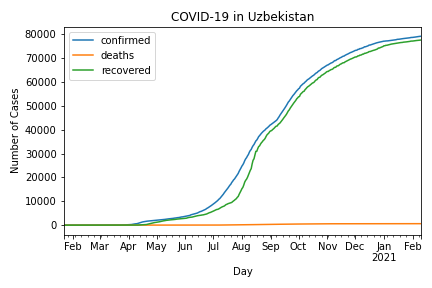 COVID-19 in Uzbekistan
confirmed
deaths
recovered
Number of Cases
80000
70000
60000
50000
40000
30000
20000
10000
0
Feb Mar Apr May Jun Jul Aug Sep Oct Nov Dec Jan Feb
2021
Day